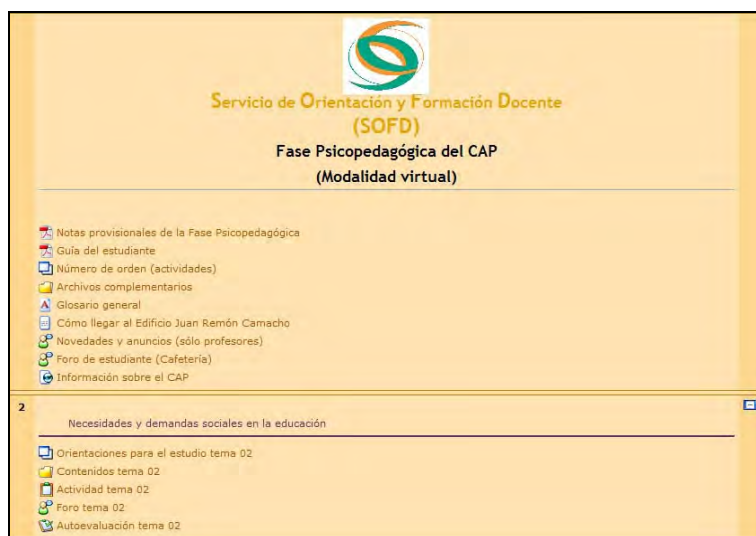 Servicio de Orientación y Formación Docente
(SOFD)
Fase Psicopedagógica del CAP
(Modalidad virtual)
Notas provisionales de la Fase Psicopedagógica
Guía del estudiante
Número de orden (actividades)
Archivos complementarios
Glosario general
Cómo llegar al Edificio Juan Remón Camacho
Novedades y anuncios (sólo profesores)
Foro de estudiante (Cafetería)
Información sobre el CAP
2
Necesidades y demandas sociales en la educación
Orientaciones para el estudio tema 02
Contenidos tema 02
Actividad tema 02
Foro tema 02
Autoevaluación tema 02